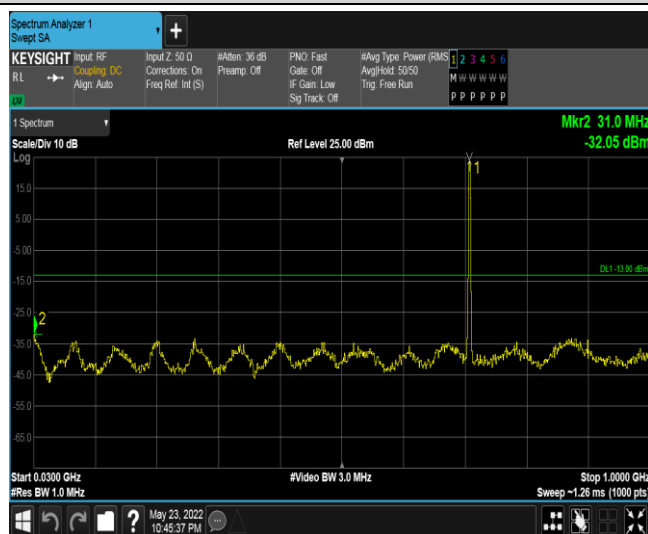 Spectrum Analyzer 1
Swept SA
+
KEYSIGHT
RL
LXI
Input: RF
Coupling: DC
Align: Auto
Input Z: 50 Ω
Corrections: On
Freq Ref: Int (S)
#Atten: 36 dB
Preamp: Off
PNO: Fast
Gate: Off
IF Gain: Low
Sig Track: Off
#Avg Type: Power (RMS
Avg|Hold: 50/50
Trig: Free Run
1 2 3 4 5 6
M W W W W W
P P P P P P
1 Spectrum
Mkr2 31.0 MHz
-32.05 dBm
Scale/Div 10 dB
Ref Level 25.00 dBm
Log
1
15.0
5.00
-5.00
DL1 -13.00 dBm
-15.0
-25.0
2
-35.0
-45.0
-55.0
-65.0
Start 0.0300 GHz
#Video BW 3.0 MHz
Stop 1.0000 GHz
#Res BW 1.0 MHz
Sweep ~1.26 ms (1000 pts)
?
May 23, 2022
10:45:37 PM